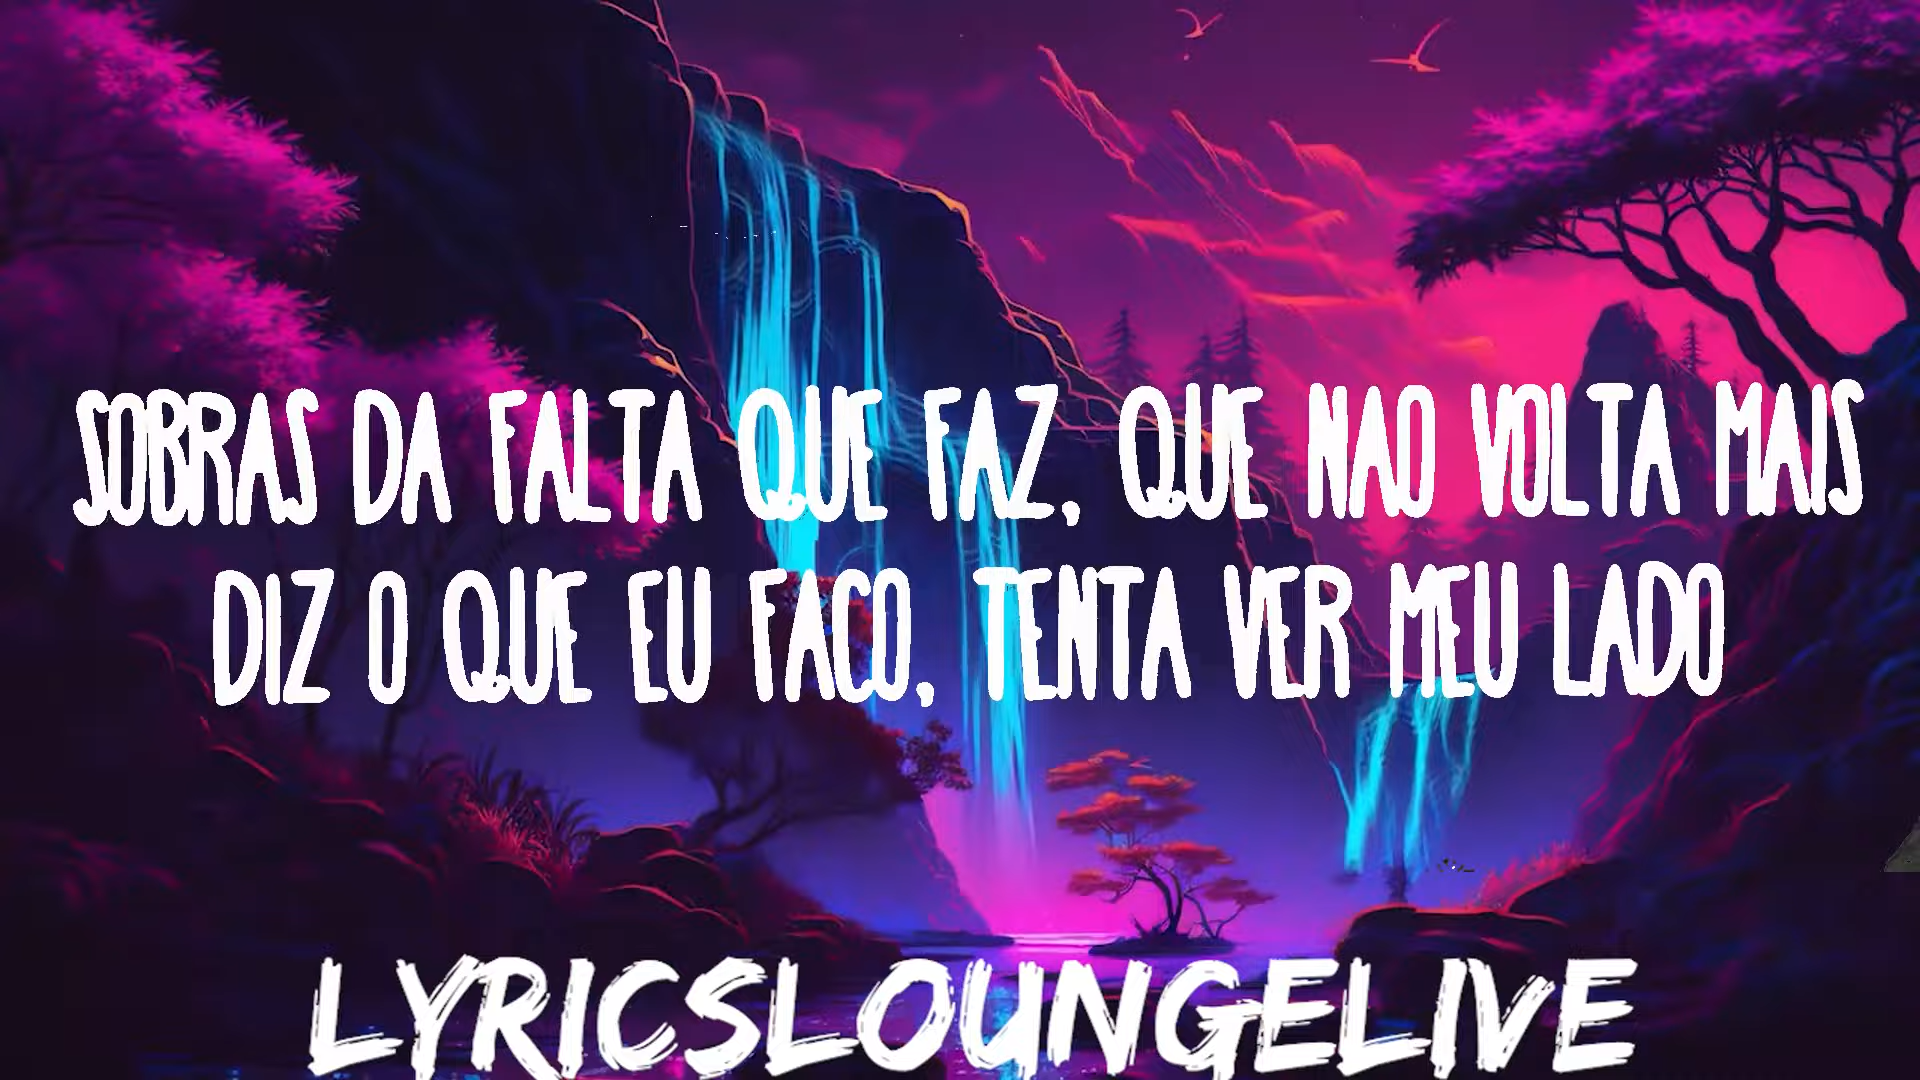 SOBRAS DA FALTA QUE FAZ, QUE NAO VOLTA MAIS
DIZ O QUE EU FACO, TENTA VER MEU LADO
LYRICSLOUNGELIVE